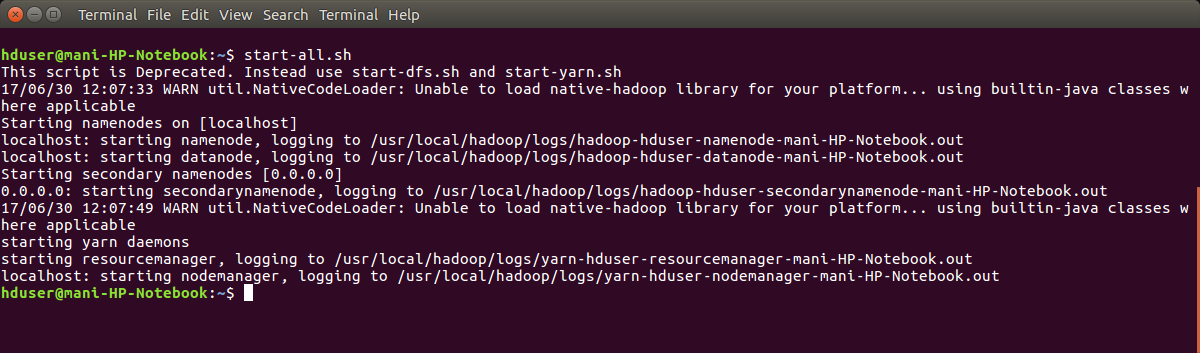 Terminal File Edit View Search Terminal Help
hduser@mani-HP-Notebook:~$ start-all.sh
This script is Deprecated. Instead use start-dfs.sh and start-yarn.sh
17/06/30 12:07:33 WARN util.NativeCodeLoader: Unable to load native-hadoop library for your platform... using builtin-java classes w
here applicable
Starting namenodes on [localhost]
localhost: starting namenode, logging to /usr/local/hadoop/logs/hadoop-hduser-namenode-mani-HP-Notebook.out
localhost: starting datanode, logging to /usr/local/hadoop/logs/hadoop-hduser-datanode-mani-HP-Notebook.out
Starting secondary namenodes [0.0.0.0]
0.0.0.0: starting secondarynamenode, logging to /usr/local/hadoop/logs/hadoop-hduser-secondarynamenode-mani-HP-Notebook.out
17/06/30 12:07:49 WARN util.NativeCodeLoader: Unable to load native-hadoop library for your platform... using builtin-java classes w
here applicable
starting yarn daemons
starting resourcemanager, logging to /usr/local/hadoop/logs/yarn-hduser-resourcemanager-mani-HP-Notebook.out
localhost: starting nodemanager, logging to /usr/local/hadoop/logs/yarn-hduser-nodemanager-mani-HP-Notebook.out
hduser@mani-HP-Notebook:~$